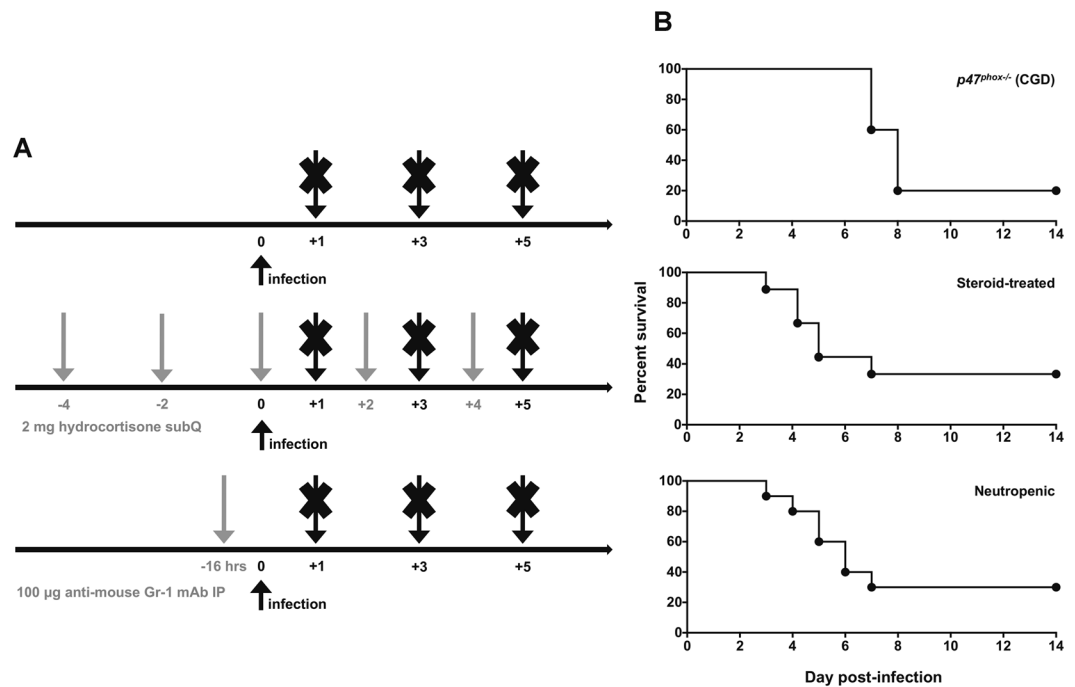 A
0 +1 +3 +5
infection
-4 -2 0 +1 +2 +3 +4 +5
2 mg hydrocortisone subQ
infection
-16 hrs 0 +1 +3 +5
100 µg anti-mouse Gr-1 mAb IP
infection
B
p47phox-/- (CGD)
100
80
60
40
20
0
0 2 4 6 8 10 12 14
Steroid-treated
100
80
60
40
20
0
0 2 4 6 8 10 12 14
Neutropenic
100
80
60
40
20
0
0 2 4 6 8 10 12 14
Percent survival
Day post-infection